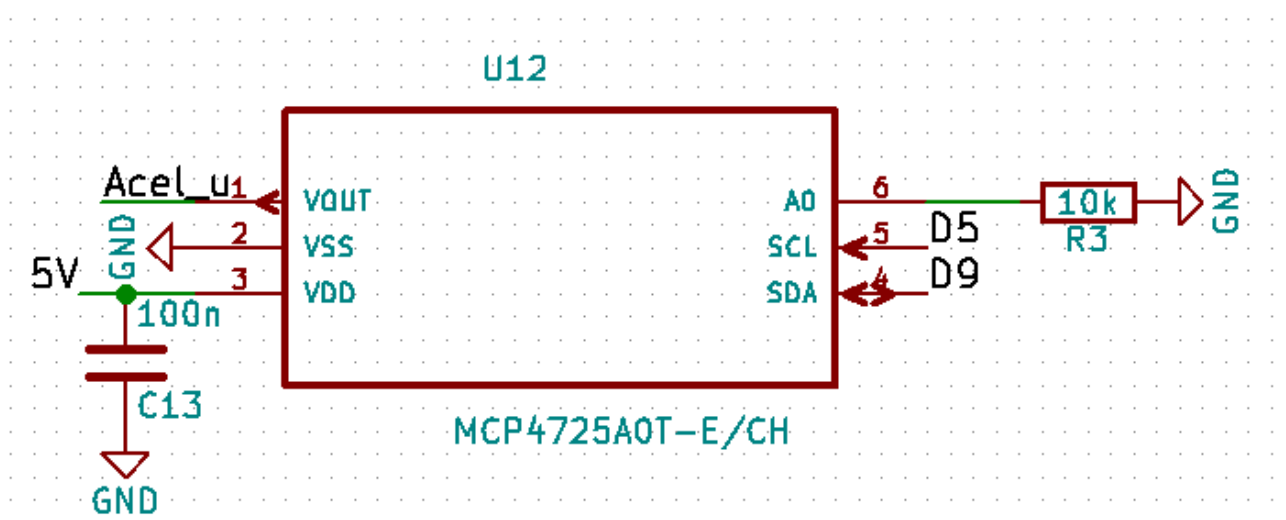 U12
Acel_u
1
VOUT
A0
6
10k
R3
GND
GND
2
VSS
SCL
5
D5
5V
3
VDD
SDA
4
D9
100n
C13
GND
MCP4725A0T-E/CH